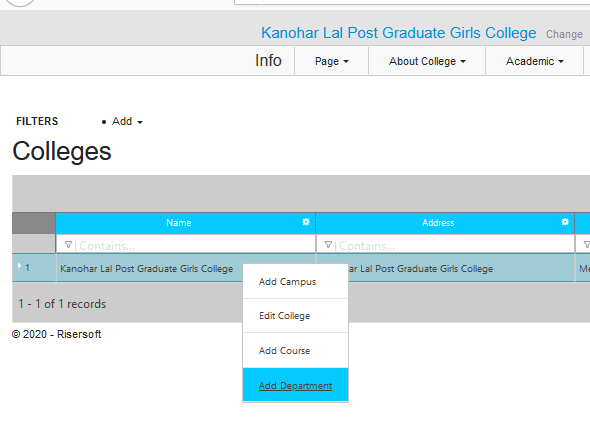 Kanohar Lal Post Graduate Girls College Change
Info Page About College Academic
FILTERS • Add
Colleges
Name Address
Contains... Contains...
1 Kanohar Lal Post Graduate Girls College ar Lal Post Graduate Girls College Me
Add Campus
Edit College
Add Course
Add Department
1 - 1 of 1 records
© 2020 - Risersoft